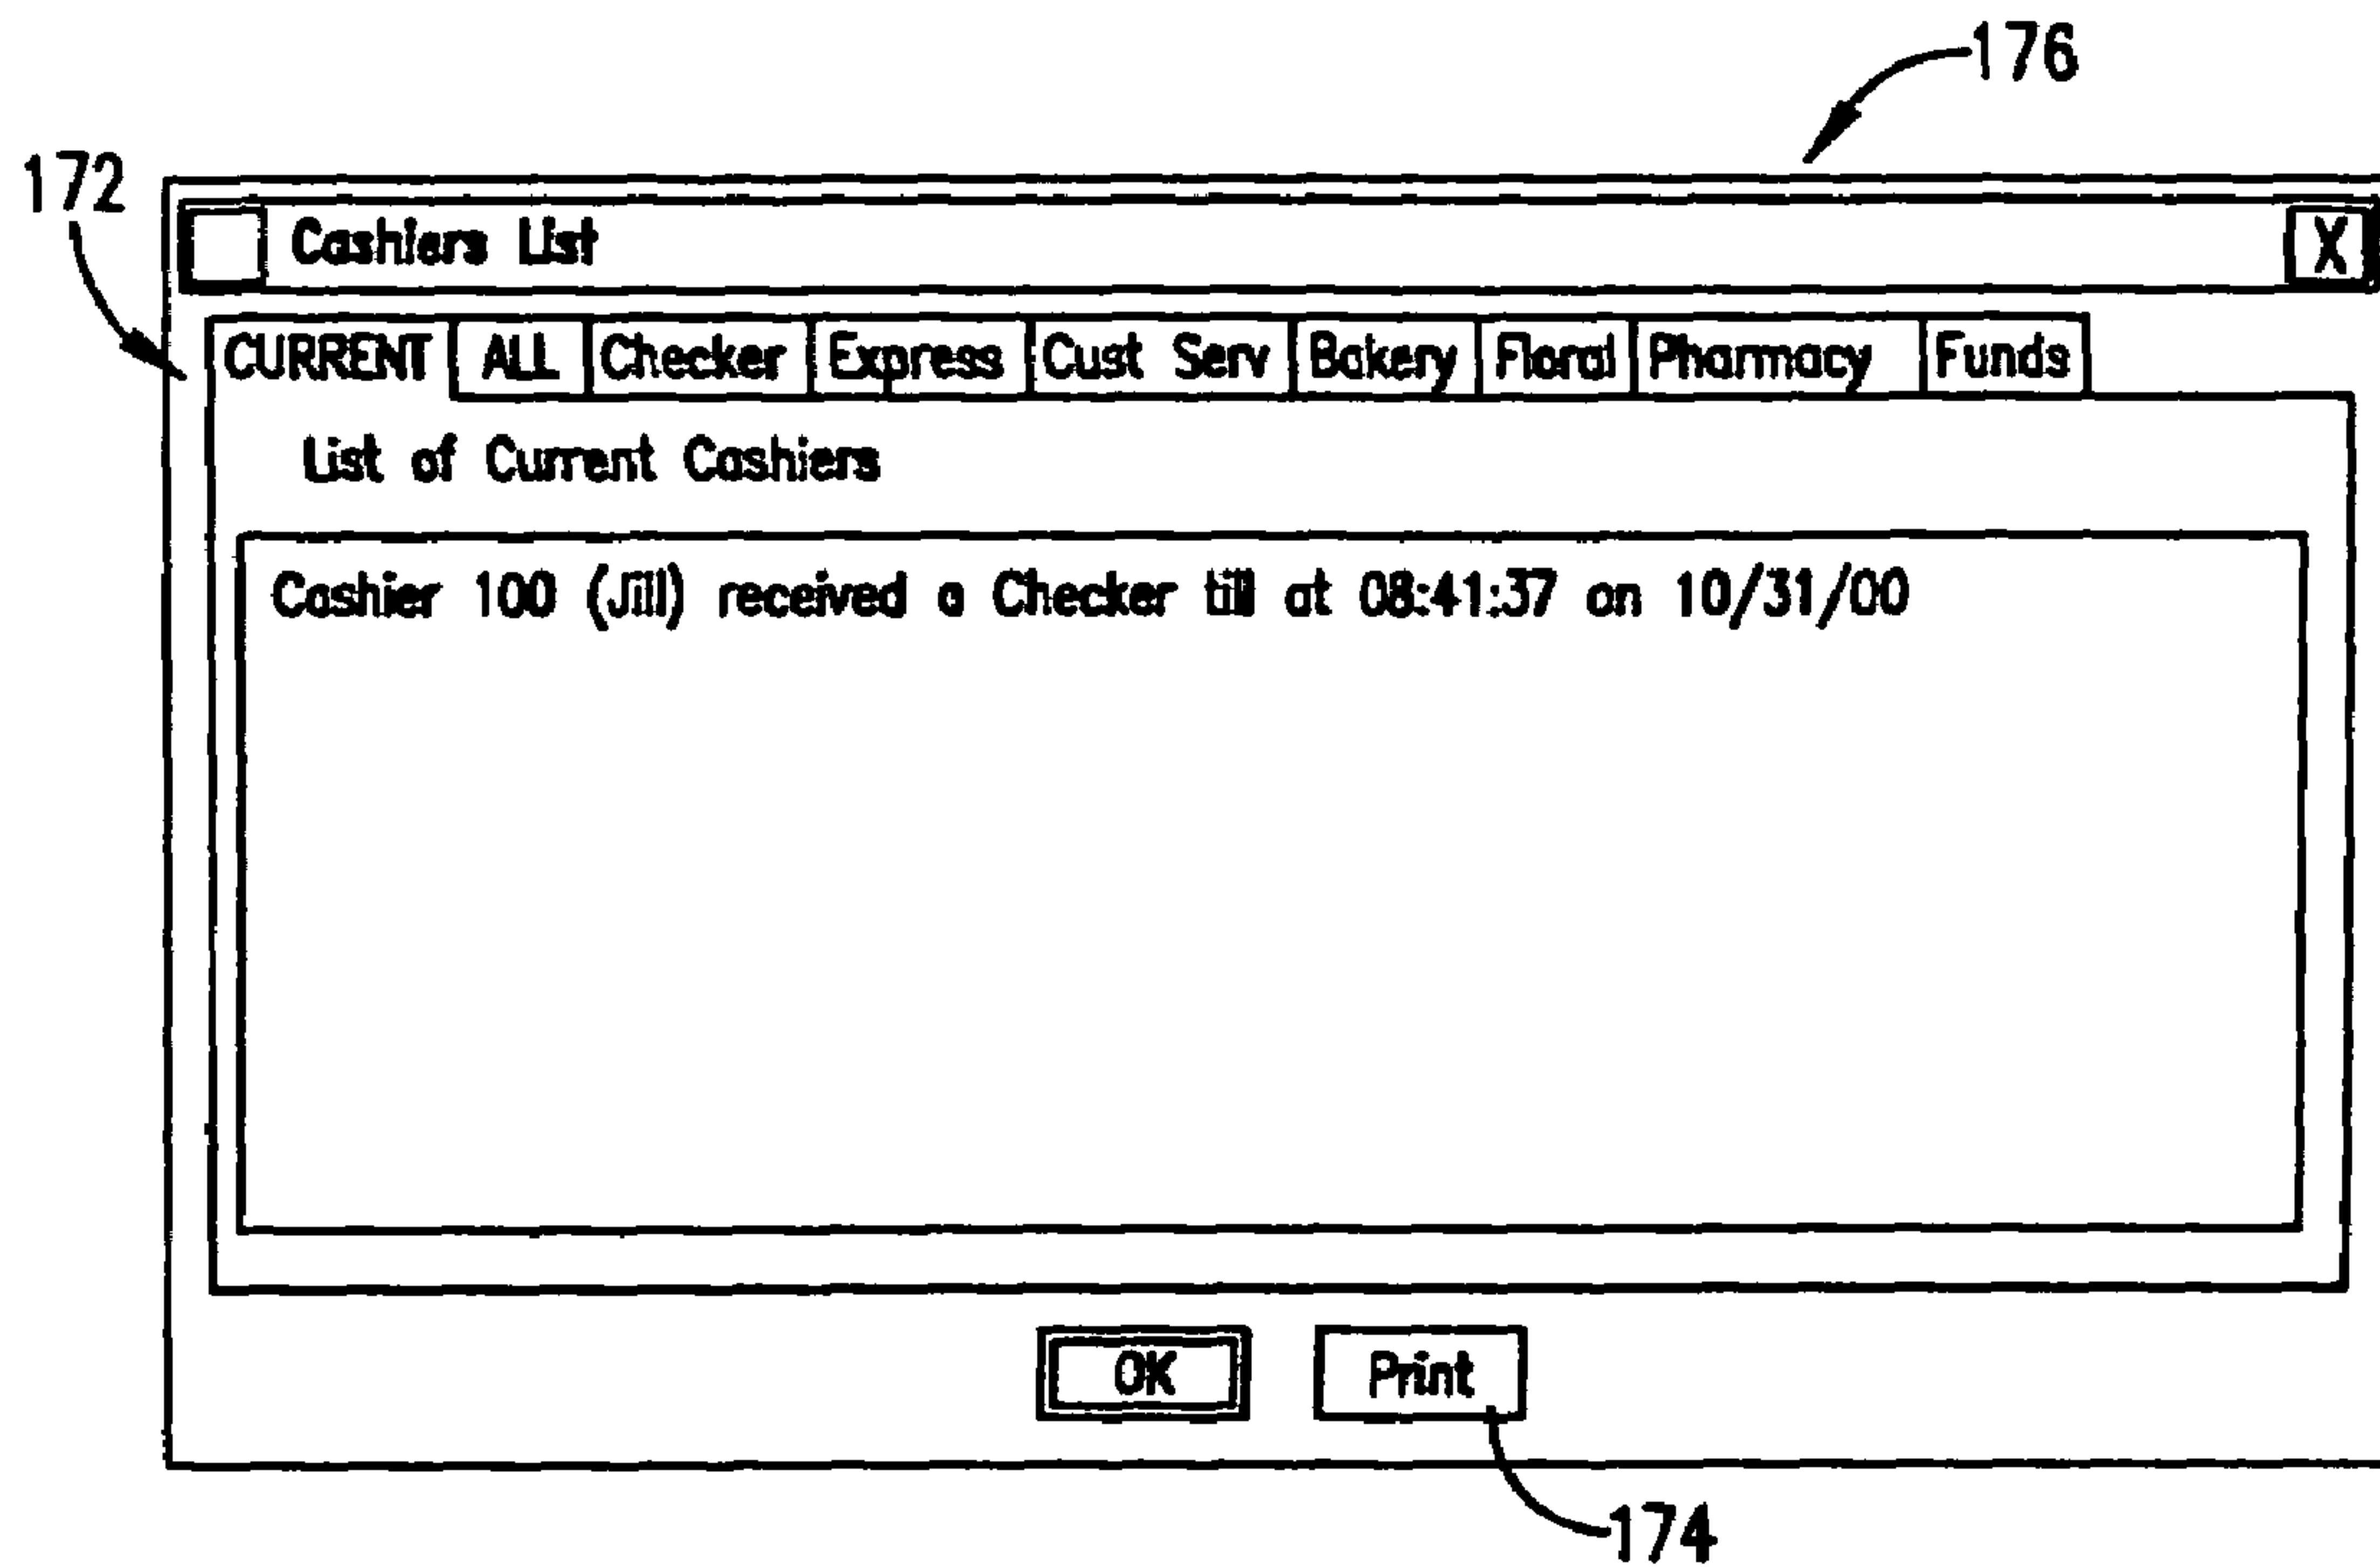 176
172
Cashiers List X
CURRENT ALL Checker Express Cust Serv Bakery Floral Pharmacy Funds
List of Current Cashiers
Cashier 100 (Jill) received a Checker till at 08:41:37 on 10/31/00
OK Print
174